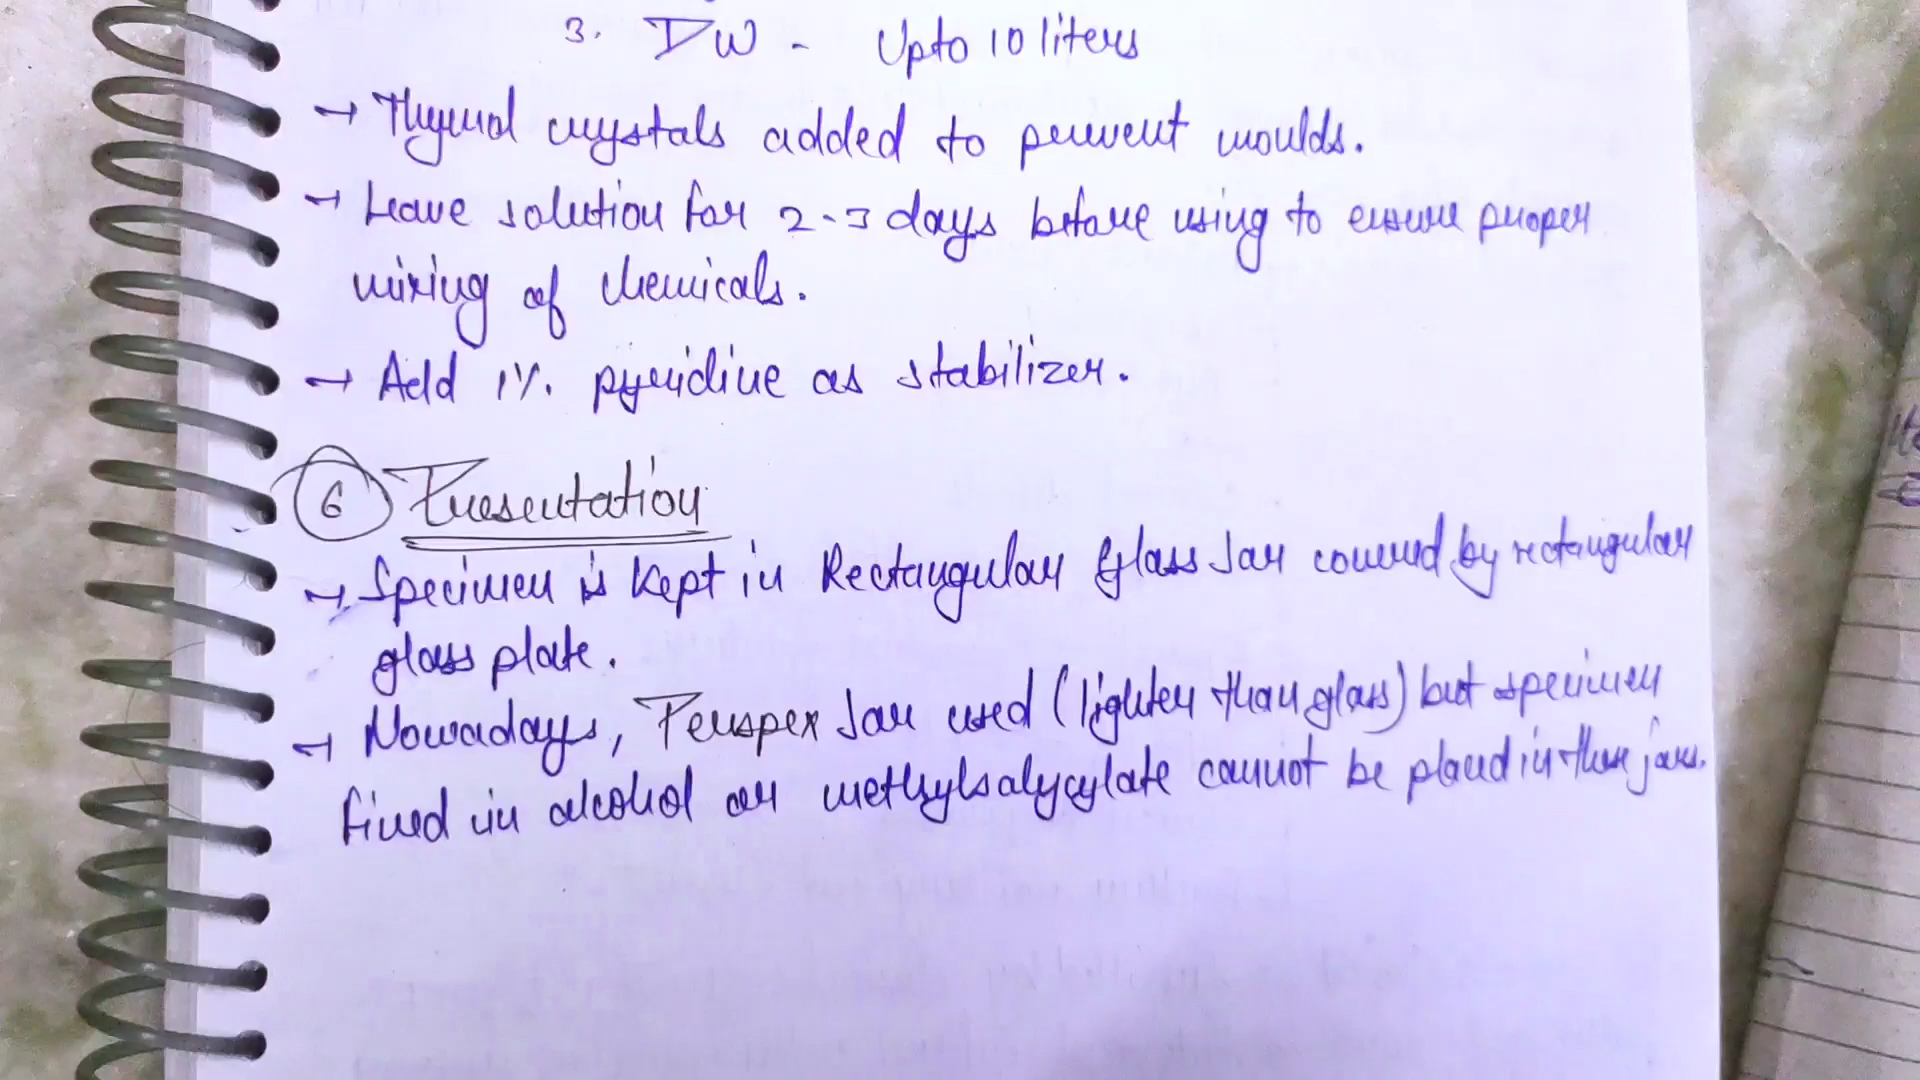 3. DW - Upto 10 liters
→ Thymol crystals added to prevent moulds.
→ Leave solution for 2-3 days before using to ensure proper
mixing of chemicals.
→ Add 1% pyridine as stabilizer.
6 Presentation
→ Specimen is kept in Rectangular Glass Jar covered by rectangular
glass plate.
→ Nowadays, Perspex Jar used (lighter than glass) but specimen
fixed in alcohol or methylsalycylate cannot be placed in these jars.